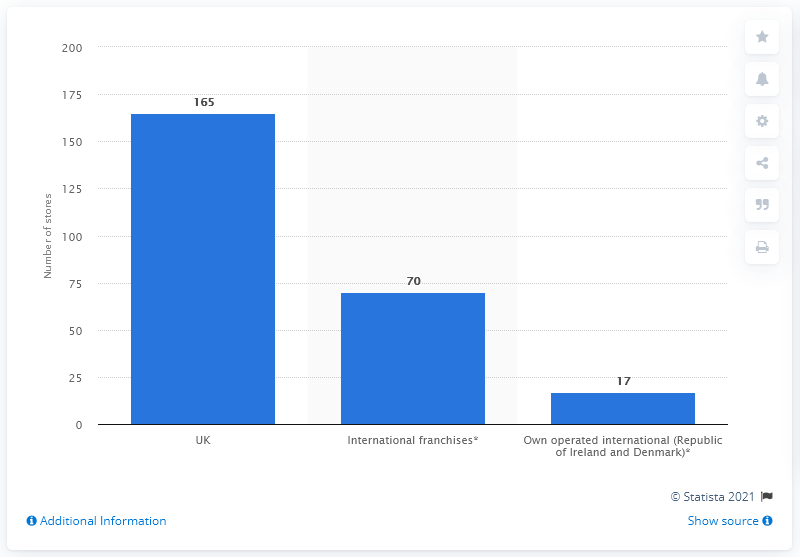 200
175
150
125
100
75
50
25
0
Number of stores
165
70
17
UK
International franchises*
Own operated international (Republic
of Ireland and Denmark)*
© Statista 2021
Additional Information
Show source